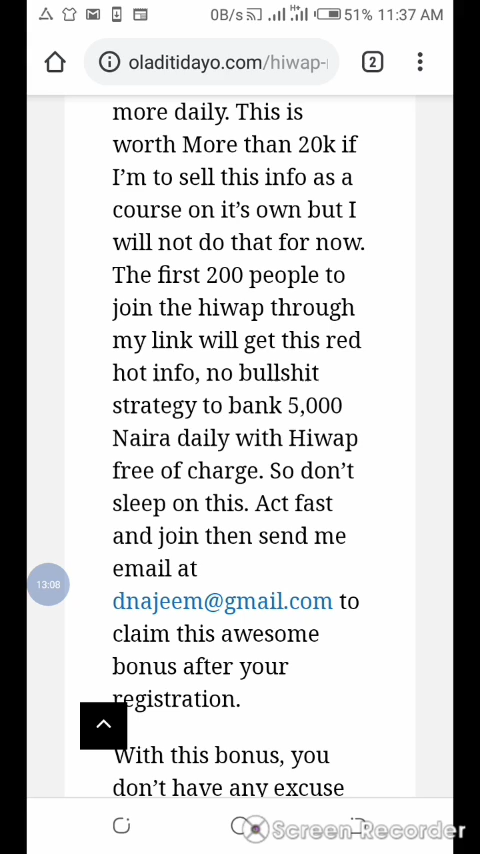 0B/s 51% 11:37 AM
oladitidayo.com/hiwap-
2
more daily. This is
worth More than 20k if
I’m to sell this info as a
course on it’s own but I
will not do that for now.
The first 200 people to
join the hiwap through
my link will get this red
hot info, no bullshit
strategy to bank 5,000
Naira daily with Hiwap
free of charge. So don’t
sleep on this. Act fast
and join then send me
email at
dnajeem@gmail.com to
13:08
claim this awesome
bonus after your
registration.
With this bonus, you
don’t have any excuse
Screen Recorder